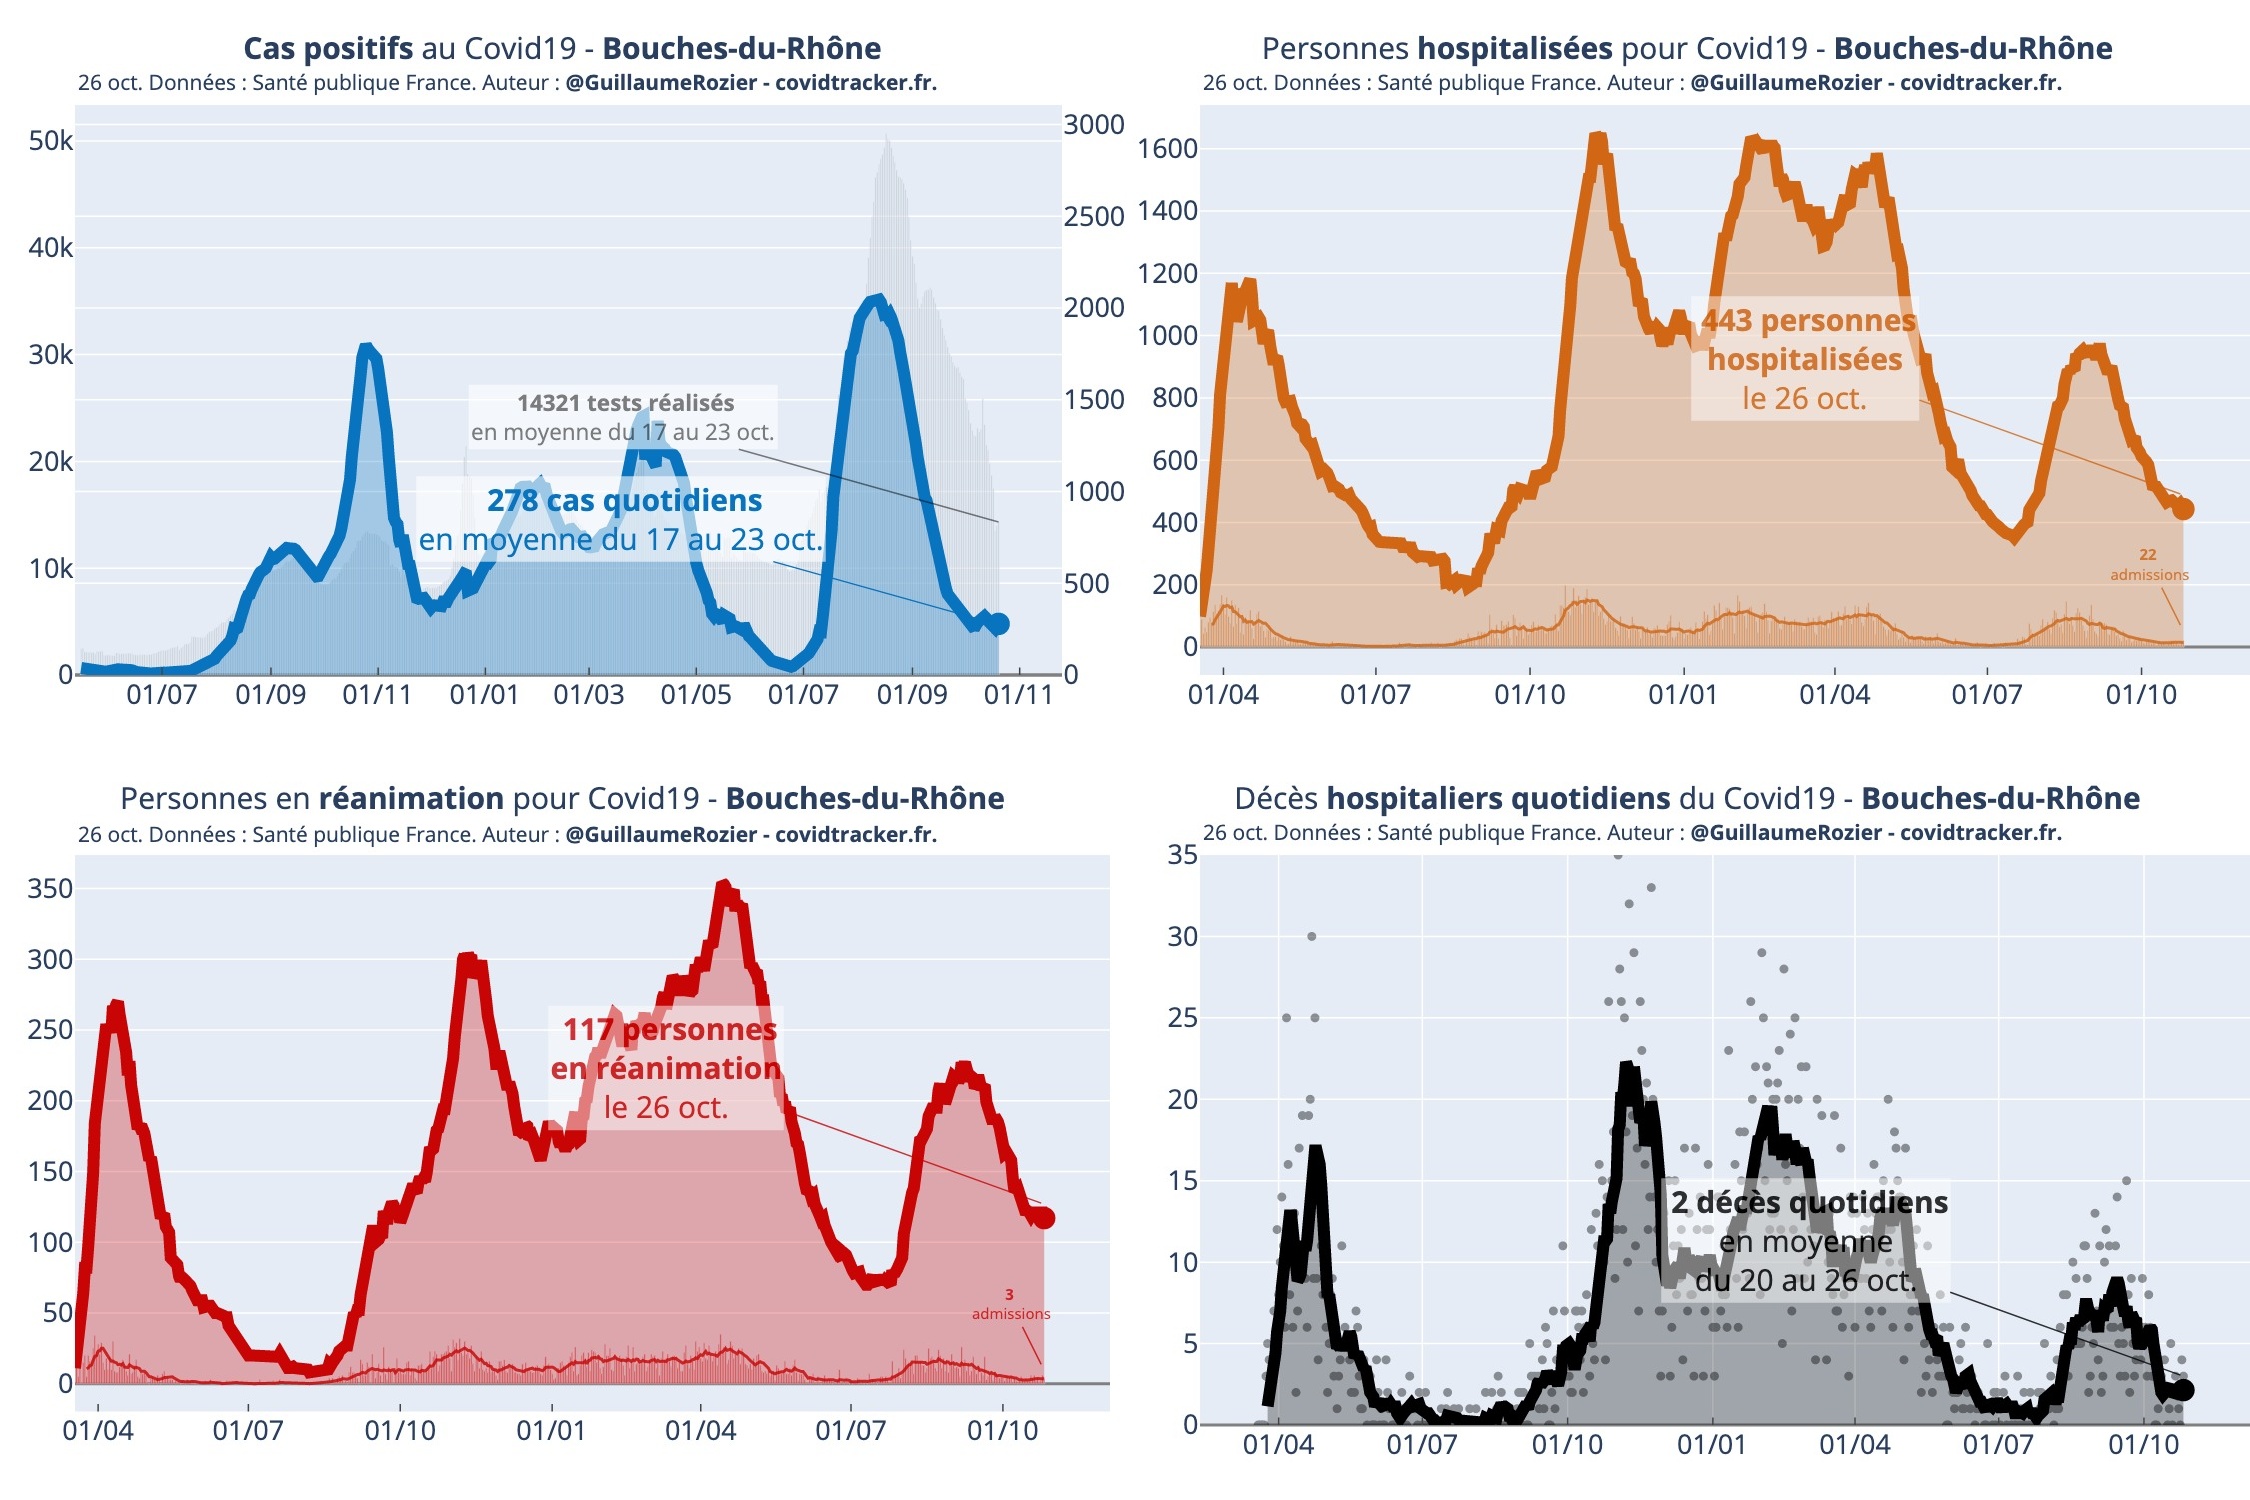 Cas positifs au Covid19 - Bouches-du-Rhône
26 oct. Données : Santé publique France. Auteur : @GuillaumeRozier - covidtracker.fr.
50k
40k
30k
20k
10k
0
3000
2500
2000
1500
1000
500
0
14321 tests réalisés
en moyenne du 17 au 23 oct.
278 cas quotidiens
en moyenne du 17 au 23 oct.
01/07 01/09 01/11 01/01 01/03 01/05 01/07 01/09 01/11
Personnes hospitalisées pour Covid19 - Bouches-du-Rhône
26 oct. Données : Santé publique France. Auteur : @GuillaumeRozier - covidtracker.fr.
1600
1400
1200
1000
800
600
400
200
0
443 personnes
hospitalisées
le 26 oct.
22
admissions
01/04 01/07 01/10 01/01 01/04 01/07 01/10
Personnes en réanimation pour Covid19 - Bouches-du-Rhône
26 oct. Données : Santé publique France. Auteur : @GuillaumeRozier - covidtracker.fr.
350
300
250
200
150
100
50
0
117 personnes
en réanimation
le 26 oct.
3
admissions
01/04 01/07 01/10 01/01 01/04 01/07 01/10
Décès hospitaliers quotidiens du Covid19 - Bouches-du-Rhône
26 oct. Données : Santé publique France. Auteur : @GuillaumeRozier - covidtracker.fr.
35
30
25
20
15
10
5
0
2 décès quotidiens
en moyenne
du 20 au 26 oct.
01/04 01/07 01/10 01/01 01/04 01/07 01/10